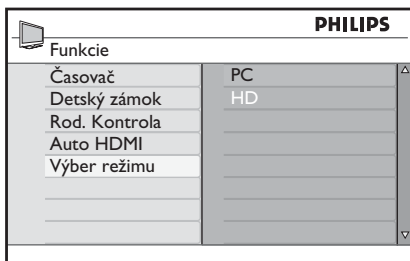 PHILIPS
Funkcie
Časovač
Detský zámok
Rod. Kontrola
Auto HDMI
Výber režimu
PC
HD